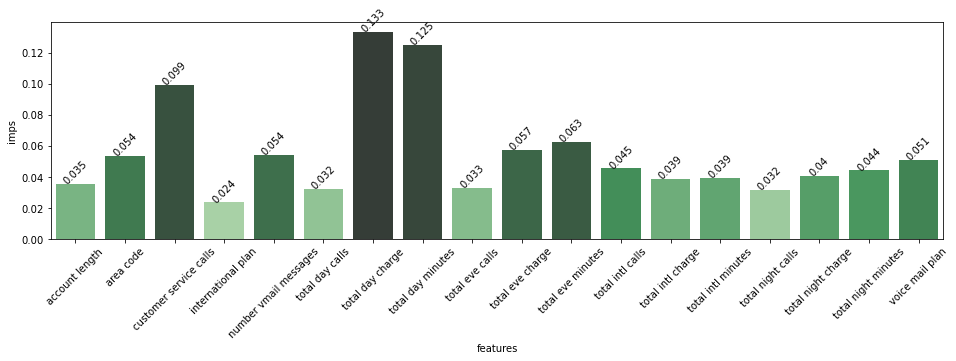 0.133
0.125
0.12
0.10
0.099
0.08
imps
0.06
0.063
0.057
0.054
0.054
0.051
0.045
0.044
0.04
0.04
0.039
0.039
0.035
0.033
0.032
0.032
0.024
0.02
0.00
account length
area code
customer service calls
international plan
number vmail messages
total day calls
total day charge
total day minutes
total eve calls
total eve charge
total eve minutes
total intl calls
total intl charge
total intl minutes
total night calls
total night charge
total night minutes
voice mail plan
features